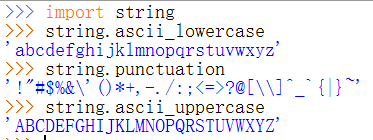 >>> import string
>>> string.ascii_lowercase
'abcdefghijklmnopqrstuvwxyz'
>>> string.punctuation
'!"#$%&\'()*+,-./:;<=>?@[\\]^_`{|}~'
>>> string.ascii_uppercase
'ABCDEFGHIJKLMNOPQRSTUVWXYZ'